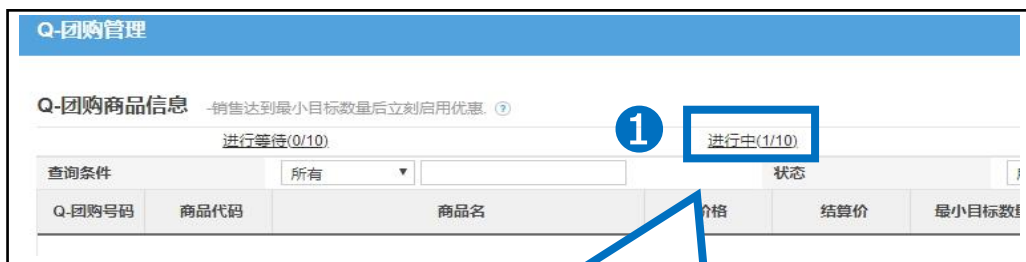 Q-团购管理
Q-团购商品信息 -销售达到最小目标数量后立刻启用优惠. ?
进行等待(0/10) 1 进行中(1/10)
查询条件 所有 ▼ 状态
Q-团购号码 商品代码 商品名 价格 结算价 最小目标数量